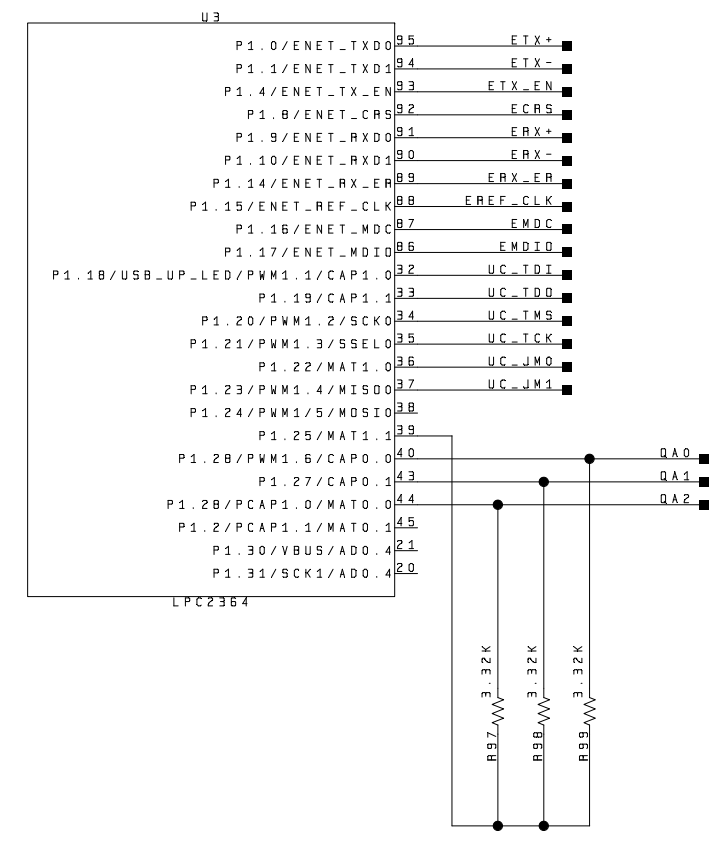 U3
P1.0/ENET_TXD0 95 ETX+
P1.1/ENET_TXD1 94 ETX-
P1.4/ENET_TX_EN 93 ETX_EN
P1.8/ENET_CRS 92 ECRS
P1.9/ENET_RXD0 91 ERX+
P1.10/ENET_RXD1 90 ERX-
P1.14/ENET_RX_ER 89 ERX_ER
P1.15/ENET_REF_CLK 88 EREF_CLK
P1.16/ENET_MDC 87 EMDC
P1.17/ENET_MDIO 86 EMDIO
P1.18/USB_UP_LED/PWM1.1/CAP1.0 32 UC_TDI
P1.19/CAP1.1 33 UC_TDO
P1.20/PWM1.2/SCK0 34 UC_TMS
P1.21/PWM1.3/SSEL0 35 UC_TCK
P1.22/MAT1.0 36 UC_JM0
P1.23/PWM1.4/MISO0 37 UC_JM1
P1.24/PWM1/5/MOSI0 38
P1.25/MAT1.1 39
P1.28/PWM1.6/CAP0.0 40 QA0
P1.27/CAP0.1 43 QA1
P1.28/PCAP1.0/MAT0.0 44 QA2
P1.2/PCAP1.1/MAT0.1 45
P1.30/VBUS/AD0.4 21
P1.31/SCK1/AD0.4 20
LPC2364
3.32K 3.32K 3.32K
R97 R98 R99